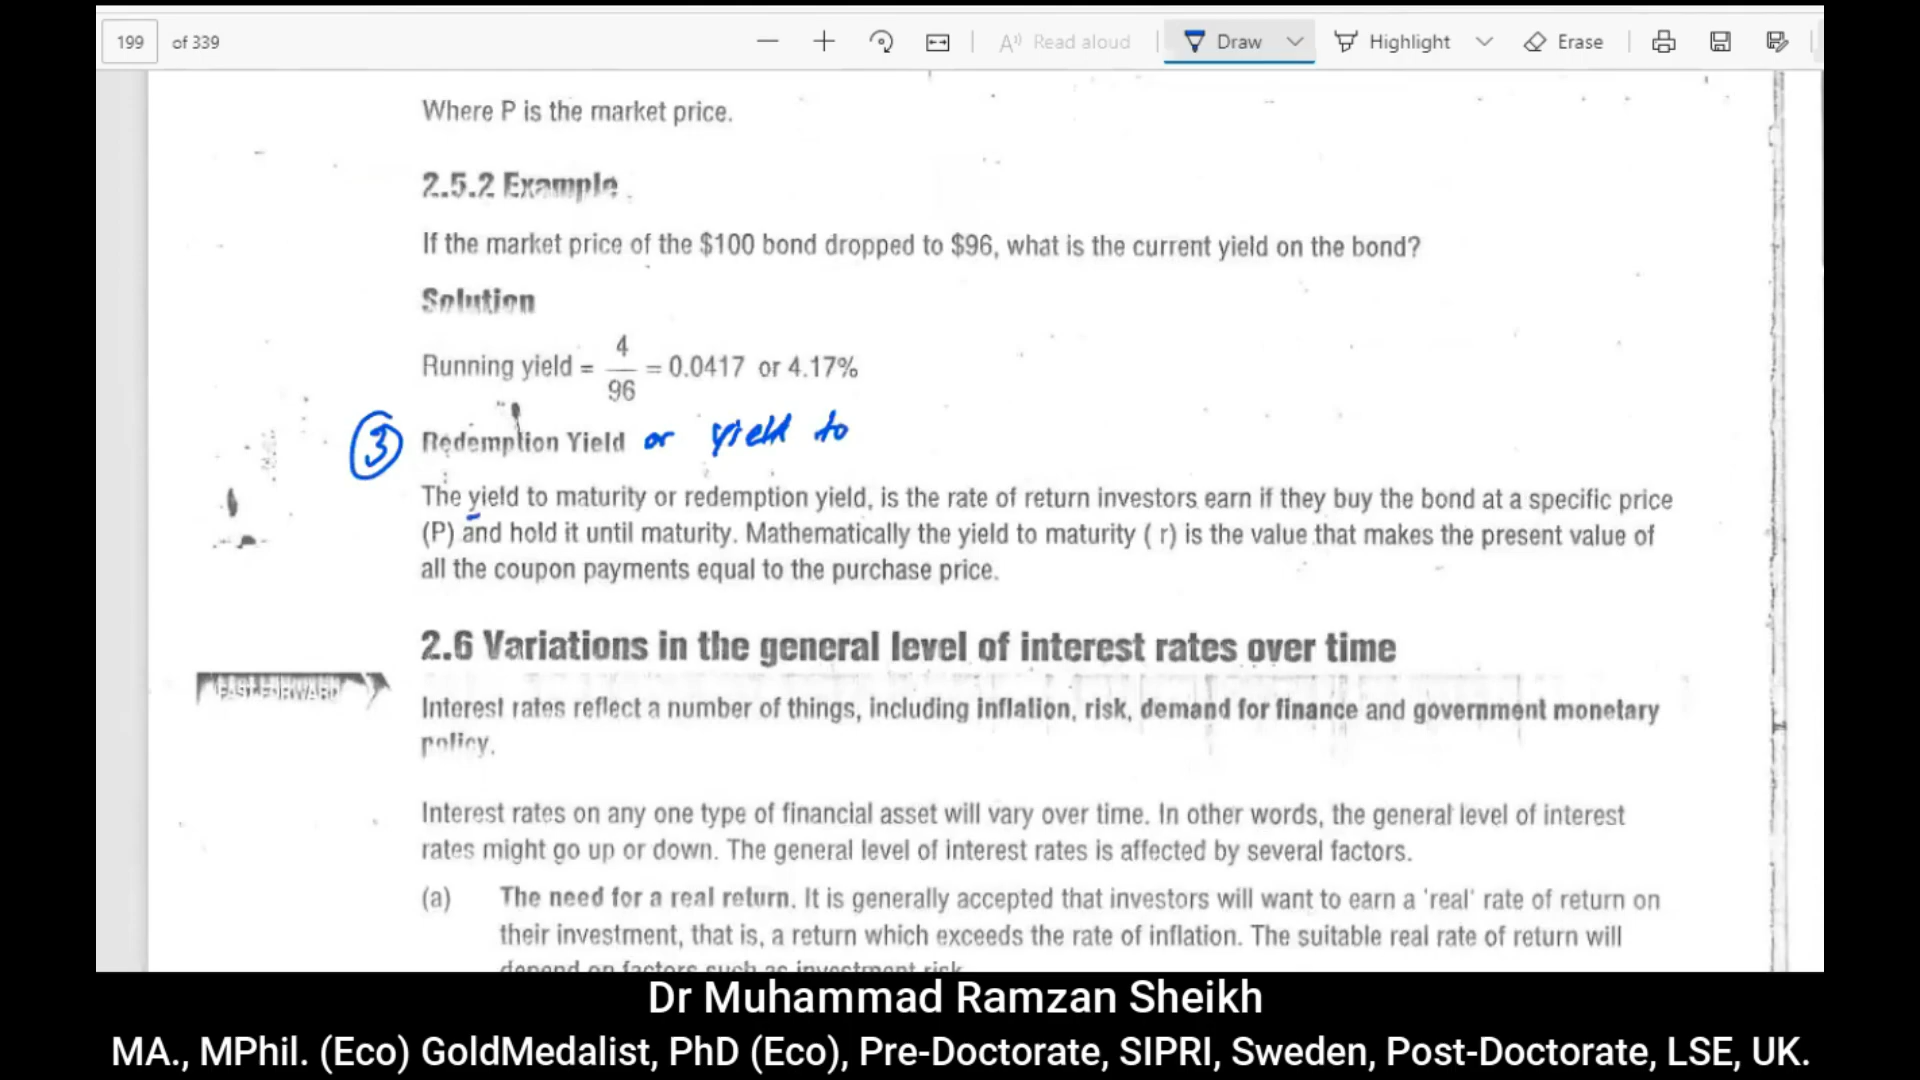 199 of 339 Read aloud Draw Highlight Erase
Where P is the market price.
2.5.2 Example
If the market price of the $100 bond dropped to $96, what is the current yield on the bond?
Solution
Running yield = 4/96 = 0.0417 or 4.17%
3 Redemption Yield or yield to
The yield to maturity or redemption yield, is the rate of return investors earn if they buy the bond at a specific price
(P) and hold it until maturity. Mathematically the yield to maturity ( r) is the value that makes the present value of
all the coupon payments equal to the purchase price.
2.6 Variations in the general level of interest rates over time
FAST FORWARD
Interest rates reflect a number of things, including inflation, risk, demand for finance and government monetary
policy.
Interest rates on any one type of financial asset will vary over time. In other words, the general level of interest
rates might go up or down. The general level of interest rates is affected by several factors.
(a) The need for a real return. It is generally accepted that investors will want to earn a 'real' rate of return on
their investment, that is, a return which exceeds the rate of inflation. The suitable real rate of return will
depend on factors such as investment risk
Dr Muhammad Ramzan Sheikh
MA., MPhil. (Eco) GoldMedalist, PhD (Eco), Pre-Doctorate, SIPRI, Sweden, Post-Doctorate, LSE, UK.